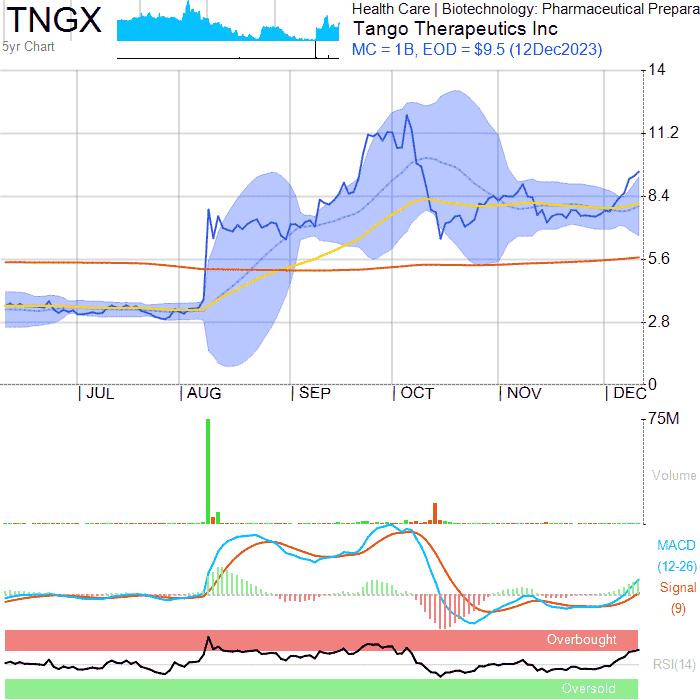 TNGX
5yr Chart
Health Care | Biotechnology: Pharmaceutical Prepara
Tango Therapeutics Inc
MC = 1B, EOD = $9.5 (12Dec2023)
14
11.2
8.4
5.6
2.8
0
JUL AUG SEP OCT NOV DEC
75M
Volume
MACD
(12-26)
Signal
(9)
Overbought
RSI(14)
Oversold